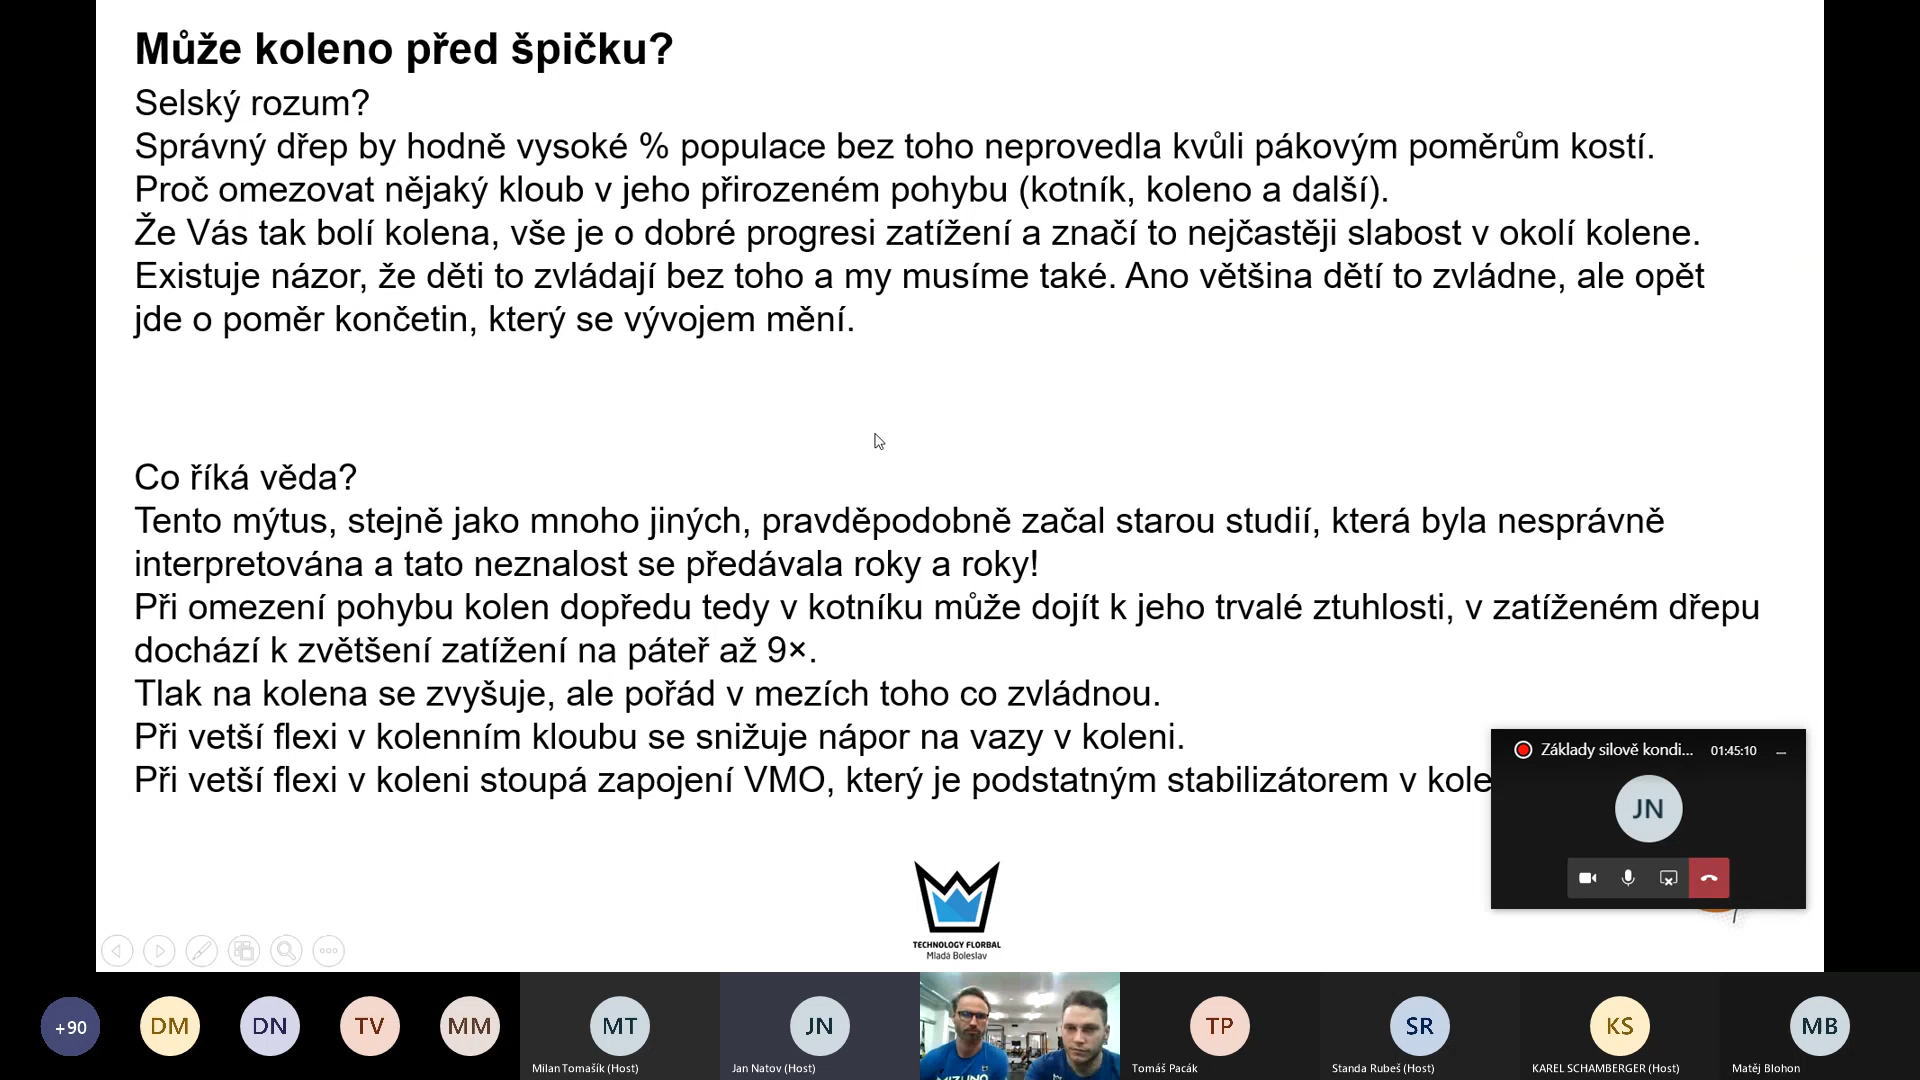 Může koleno před špičku?
Selský rozum?
Správný dřep by hodně vysoké % populace bez toho neprovedla kvůli pákovým poměrům kostí.
Proč omezovat nějaký kloub v jeho přirozeném pohybu (kotník, koleno a další).
Že Vás tak bolí kolena, vše je o dobré progresi zatížení a značí to nejčastěji slabost v okolí kolene.
Existuje názor, že děti to zvládají bez toho a my musíme také. Ano většina dětí to zvládne, ale opět
jde o poměr končetin, který se vývojem mění.
Co říká věda?
Tento mýtus, stejně jako mnoho jiných, pravděpodobně začal starou studií, která byla nesprávně
interpretována a tato neznalost se předávala roky a roky!
Při omezení pohybu kolen dopředu tedy v kotníku může dojít k jeho trvalé ztuhlosti, v zatíženém dřepu
dochází k zvětšení zatížení na páteř až 9×.
Tlak na kolena se zvyšuje, ale pořád v mezích toho co zvládnou.
Při vetší flexi v kolenním kloubu se snižuje nápor na vazy v koleni.
Při vetší flexi v koleni stoupá zapojení VMO, který je podstatným stabilizátorem v kole
Základy silově kondi... 01:45:10
JN
TECHNOLOGY FLORBAL
Mladá Boleslav
+90 DM DN TV MM MT JN TP SR KS MB
MIZUNO
Milan Tomašík (Host) Jan Natov (Host) Tomáš Pacák Standa Rubeš (Host) KAREL SCHAMBERGER (Host) Matěj Blohon